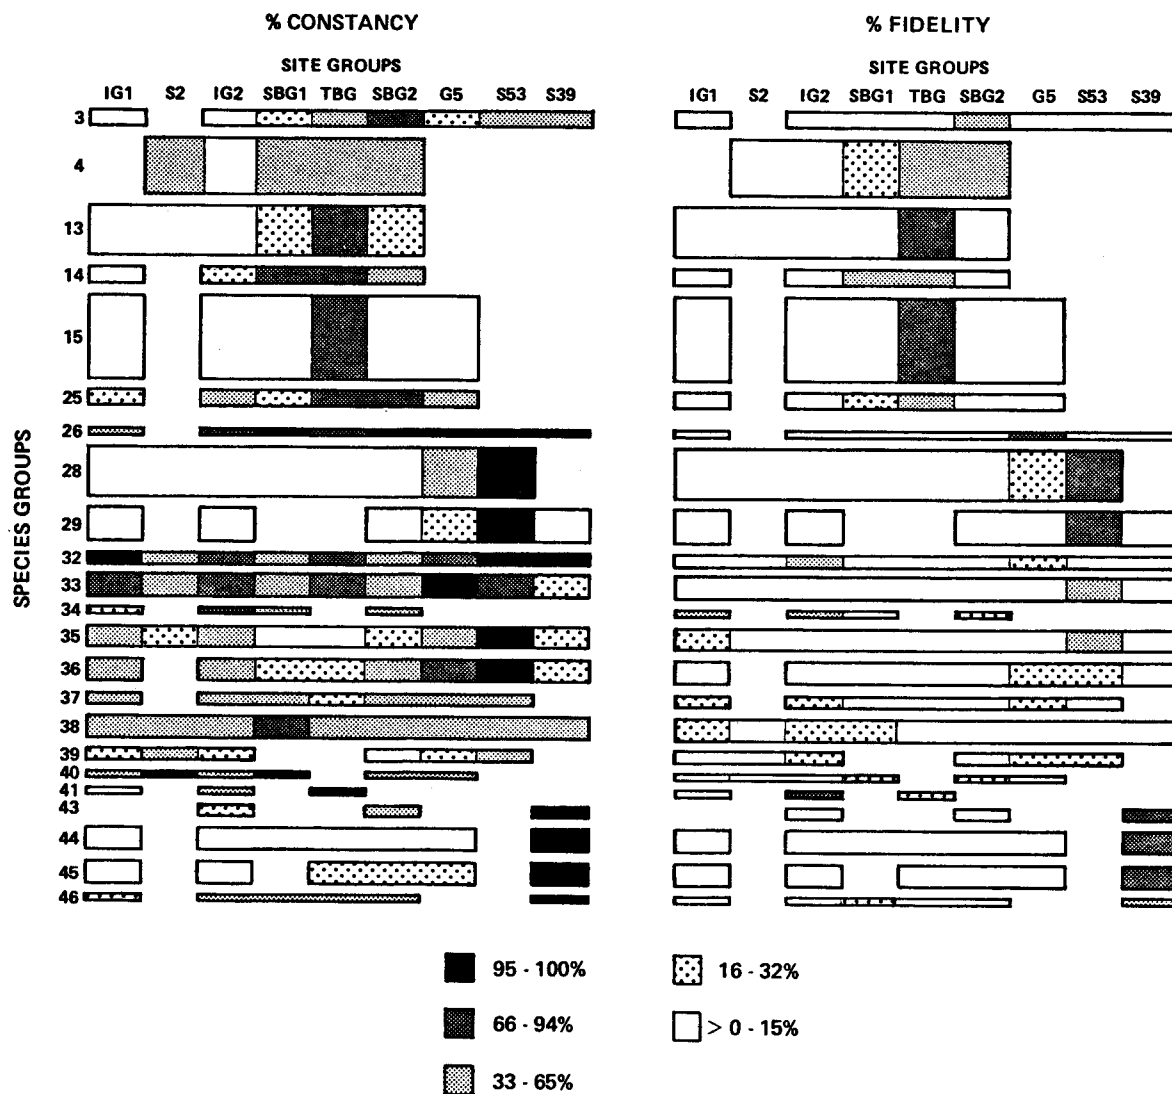 % CONSTANCY
% FIDELITY
SITE GROUPS
SITE GROUPS
IG1 S2 IG2 SBG1 TBG SBG2 G5 S53 S39
IG1 S2 IG2 SBG1 TBG SBG2 G5 S53 S39
SPECIES GROUPS
3
4
13
14
15
25
26
28
29
32
33
34
35
36
37
38
39
40
41
43
44
45
46
95 - 100%
16 - 32%
66 - 94%
> 0 - 15%
33 - 65%